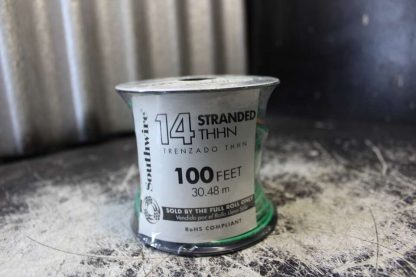 Southwire
14 STRANDED
THHN
TRENZADO THHN
100 FEET
30.48 m
SOLD BY THE FULL ROLL ONLY
RoHS COMPLIANT